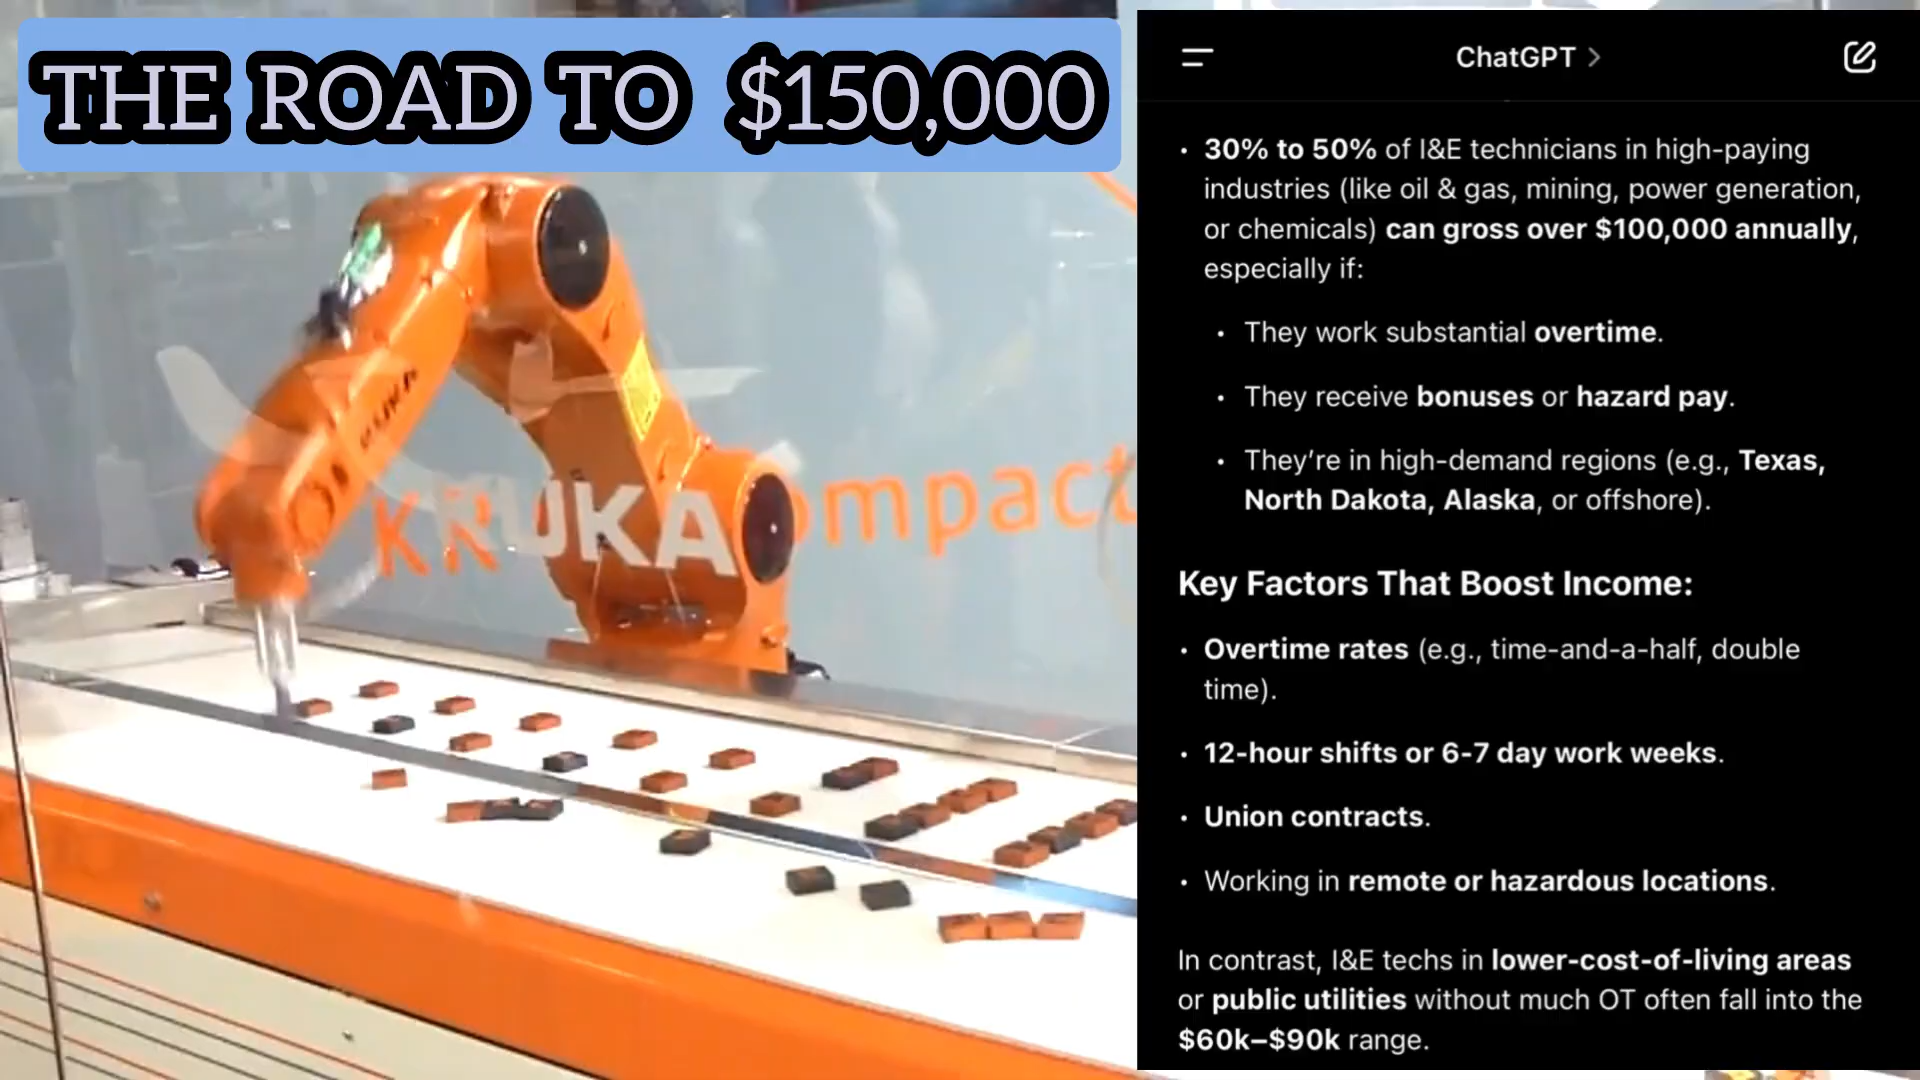 THE ROAD TO $150,000
KUKA
KR
KUKA
ompact
ChatGPT
• 30% to 50% of I&E technicians in high-paying
industries (like oil & gas, mining, power generation,
or chemicals) can gross over $100,000 annually,
especially if:
• They work substantial overtime.
• They receive bonuses or hazard pay.
• They’re in high-demand regions (e.g., Texas,
North Dakota, Alaska, or offshore).
Key Factors That Boost Income:
• Overtime rates (e.g., time-and-a-half, double
time).
• 12-hour shifts or 6-7 day work weeks.
• Union contracts.
• Working in remote or hazardous locations.
In contrast, I&E techs in lower-cost-of-living areas
or public utilities without much OT often fall into the
$60k–$90k range.